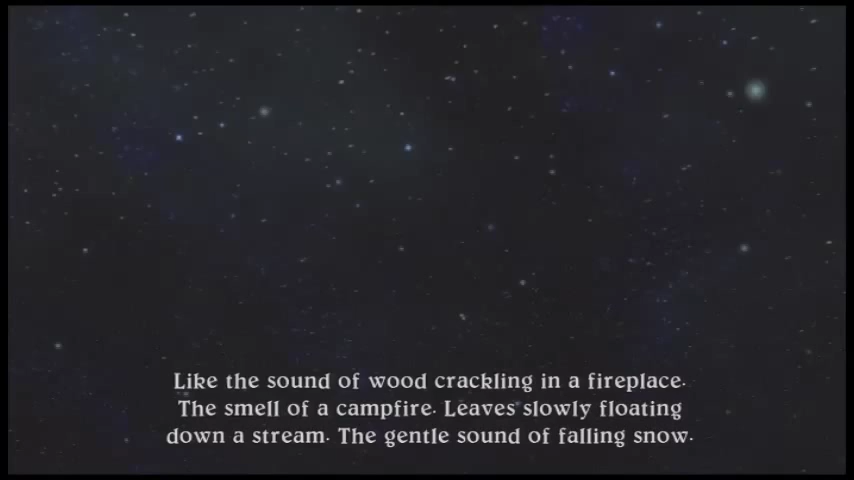 Like the sound of wood crackling in a fireplace.
The smell of a campfire. Leaves slowly floating
down a stream. The gentle sound of falling snow.